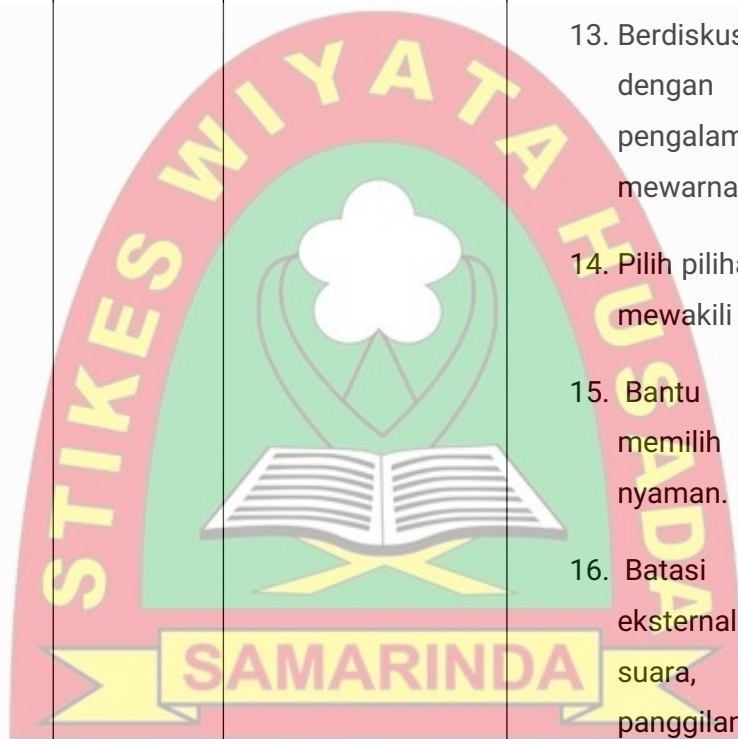 STIKES WIYATA HUSADA
SAMARINDA
13. Berdiskus
dengan
pengalam
mewarna
14. Pilih piliha
mewakili
15. Bantu
memilih
nyaman.
16. Batasi
eksternal
suara,
panggilan